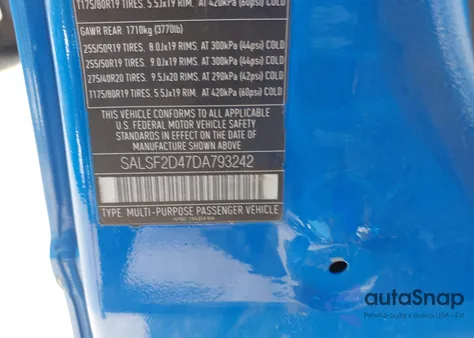 T175/80R19 TIRES. 5.5Jx19 RIM. AT 420kPa (60psi) COLD
GAWR REAR. 1710kg (3770lb)
255/50R19 TIRES. 8.0Jx19 RIMS. AT 300kPa (44psi) COLD
255/50R19 TIRES. 9.0Jx19 RIMS. AT 300kPa (44psi) COLD
275/40R20 TIRES. 9.5Jx20 RIMS. AT 290kPa (42psi) COLD
T175/80R19 TIRES. 5.5Jx19 RIM. AT 420kPa (60psi) COLD
THIS VEHICLE CONFORMS TO ALL APPLICABLE
U.S. FEDERAL MOTOR VEHICLE SAFETY
STANDARDS IN EFFECT ON THE DATE OF
MANUFACTURE SHOWN ABOVE
SALSF2D47DA793242
TYPE: MULTI-PURPOSE PASSENGER VEHICLE
autoSnap